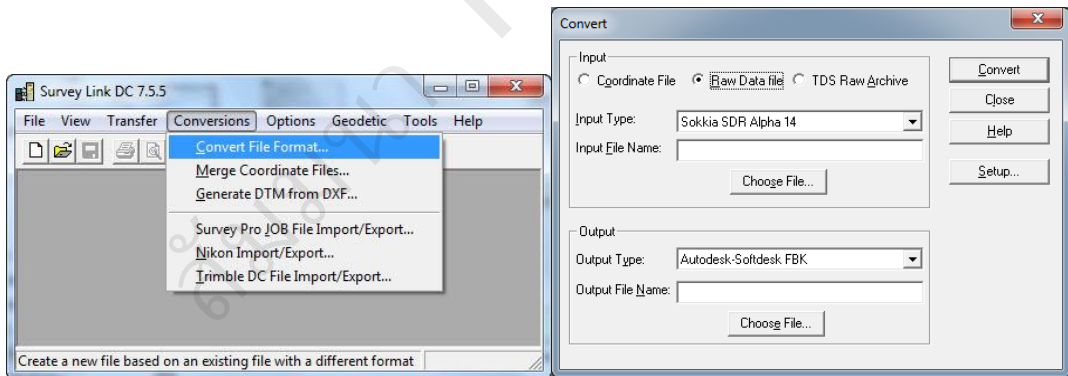 Survey Link DC 7.5.5
File View Transfer Conversions Options Geodetic Tools Help
Convert File Format...
Merge Coordinate Files...
Generate DTM from DXF...
Survey Pro JOB File Import/Export...
Nikon Import/Export...
Trimble DC File Import/Export...
Create a new file based on an existing file with a different format
Convert
Input
Coordinate File Raw Data file TDS Raw Archive
Input Type: Sokkia SDR Alpha 14
Input File Name:
Choose File...
Output
Output Type: Autodesk-Softdesk FBK
Output File Name:
Choose File...
Convert
Close
Help
Setup...